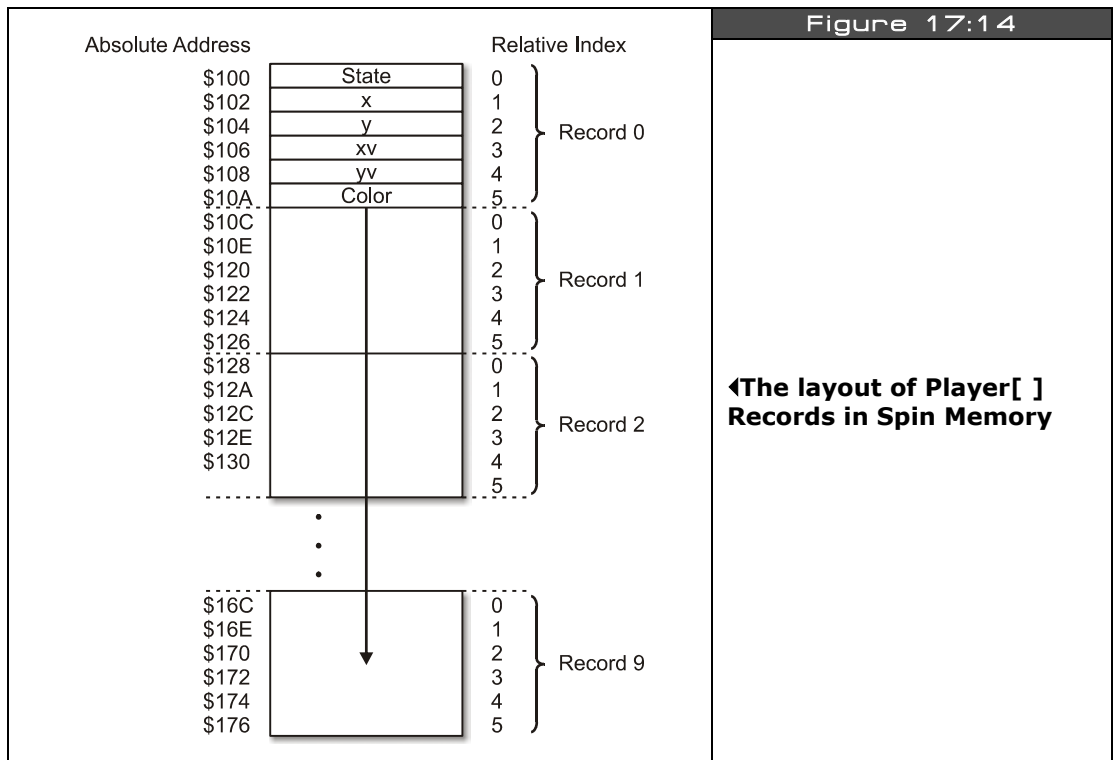 Figure 17:14
Absolute Address Relative Index
$100 State 0
$102 x 1
$104 y 2
$106 xv 3
$108 yv 4
$10A Color 5
Record 0
$10C 0
$10E 1
$120 2
$122 3
$124 4
$126 5
Record 1
$128 0
$12A 1
$12C 2
$12E 3
$130 4
5
Record 2
$16C 0
$16E 1
$170 2
$172 3
$174 4
$176 5
Record 9
The layout of Player[ ]
Records in Spin Memory